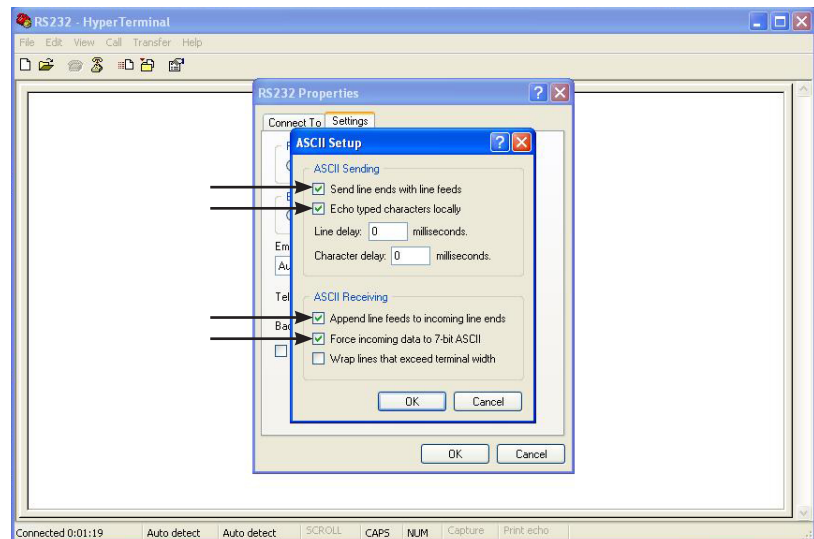 RS232 - HyperTerminal
File Edit View Call Transfer Help
RS232 Properties
Connect To Settings
ASCII Setup
ASCII Sending
Send line ends with line feeds
Echo typed characters locally
Line delay: 0 milliseconds.
Character delay: 0 milliseconds.
Em
Au
Tel
ASCII Receiving
Append line feeds to incoming line ends
Bac
Force incoming data to 7-bit ASCII
Wrap lines that exceed terminal width
OK Cancel
OK Cancel
Connected 0:01:19 Auto detect Auto detect SCROLL CAPS NUM Capture Print echo